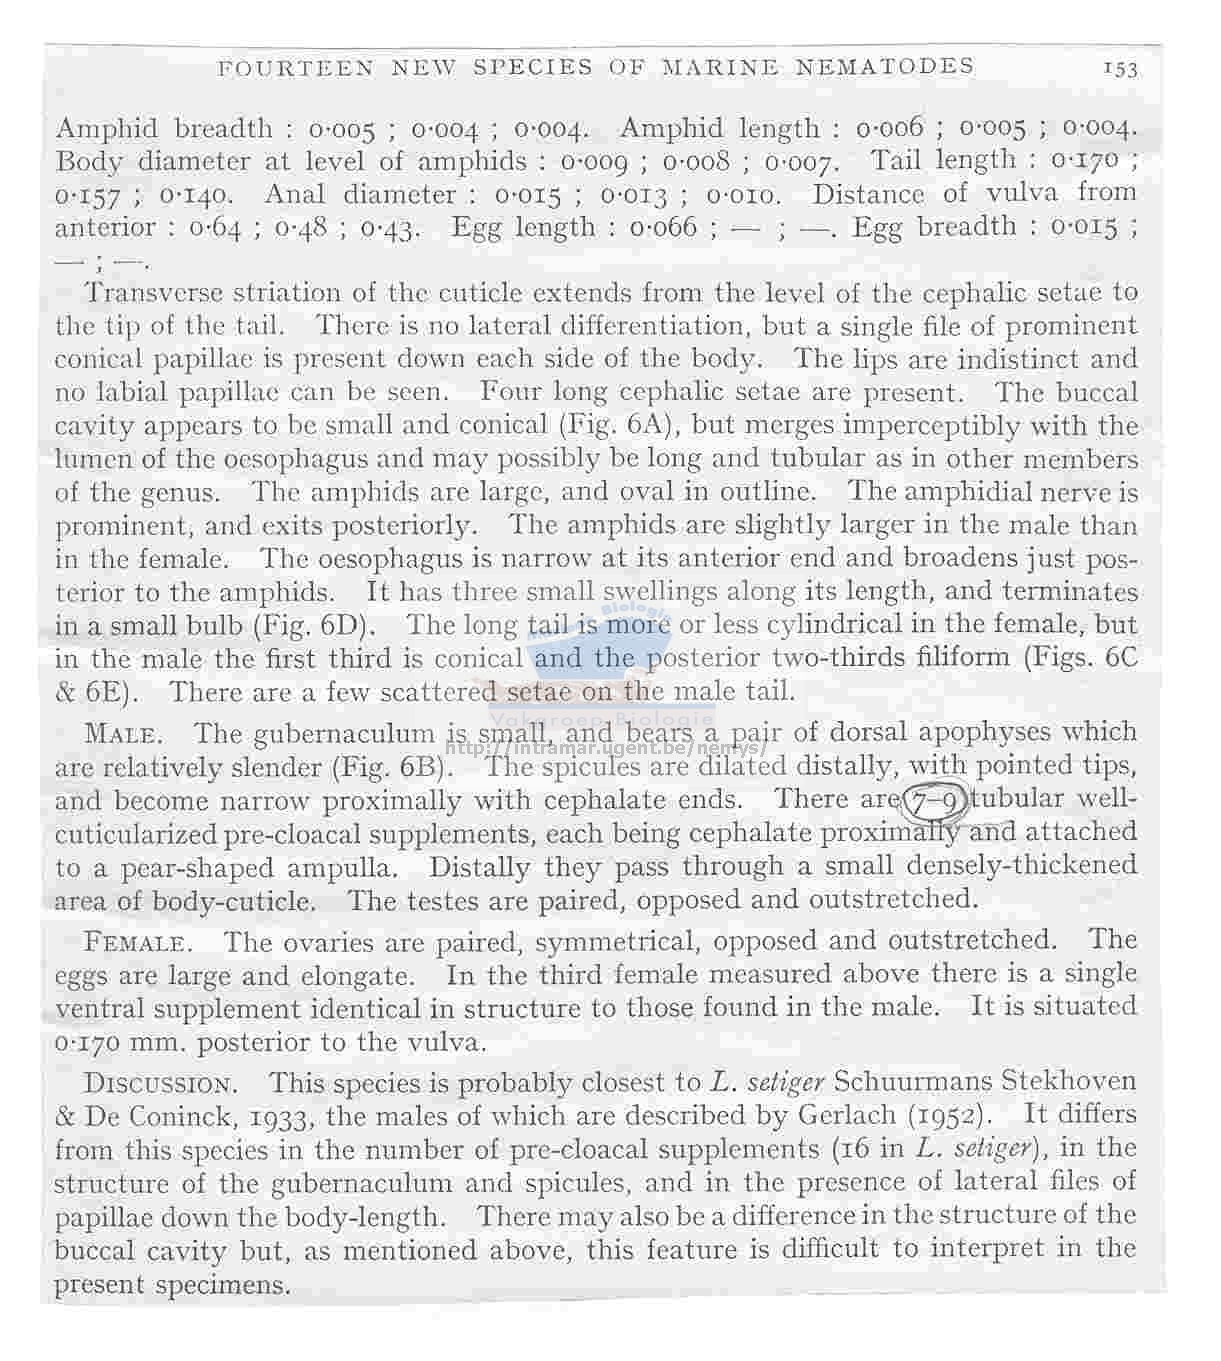 FOURTEEN NEW SPECIES OF MARINE NEMATODES 153
Amphid breadth : 0·005 ; 0·004 ; 0·004. Amphid length : 0·006 ; 0·005 ; 0·004.
Body diameter at level of amphids : 0·009 ; 0·008 ; 0·007. Tail length : 0·170 ;
0·157 ; 0·140. Anal diameter : 0·015 ; 0·013 ; 0·010. Distance of vulva from
anterior : 0·64 ; 0·48 ; 0·43. Egg length : 0·066 ; — ; —. Egg breadth : 0·015 ;
— ; —.
Transverse striation of the cuticle extends from the level of the cephalic setae to
the tip of the tail. There is no lateral differentiation, but a single file of prominent
conical papillae is present down each side of the body. The lips are indistinct and
no labial papillae can be seen. Four long cephalic setae are present. The buccal
cavity appears to be small and conical (Fig. 6A), but merges imperceptibly with the
lumen of the oesophagus and may possibly be long and tubular as in other members
of the genus. The amphids are large, and oval in outline. The amphidial nerve is
prominent, and exits posteriorly. The amphids are slightly larger in the male than
in the female. The oesophagus is narrow at its anterior end and broadens just pos-
terior to the amphids. It has three small swellings along its length, and terminates
in a small bulb (Fig. 6D). The long tail is more or less cylindrical in the female, but
in the male the first third is conical and the posterior two-thirds filiform (Figs. 6C
& 6E). There are a few scattered setae on the male tail.
MALE. The gubernaculum is small, and bears a pair of dorsal apophyses which
are relatively slender (Fig. 6B). The spicules are dilated distally, with pointed tips,
and become narrow proximally with cephalate ends. There are 7–9 tubular well-
cuticularized pre-cloacal supplements, each being cephalate proximally and attached
to a pear-shaped ampulla. Distally they pass through a small densely-thickened
area of body-cuticle. The testes are paired, opposed and outstretched.
FEMALE. The ovaries are paired, symmetrical, opposed and outstretched. The
eggs are large and elongate. In the third female measured above there is a single
ventral supplement identical in structure to those found in the male. It is situated
0·170 mm. posterior to the vulva.
DISCUSSION. This species is probably closest to L. setiger Schuurmans Stekhoven
& De Coninck, 1933, the males of which are described by Gerlach (1952). It differs
from this species in the number of pre-cloacal supplements (16 in L. setiger), in the
structure of the gubernaculum and spicules, and in the presence of lateral files of
papillae down the body-length. There may also be a difference in the structure of the
buccal cavity but, as mentioned above, this feature is difficult to interpret in the
present specimens.
Biologie
Vakgroep Biologie
http://intramar.ugent.be/nemys/